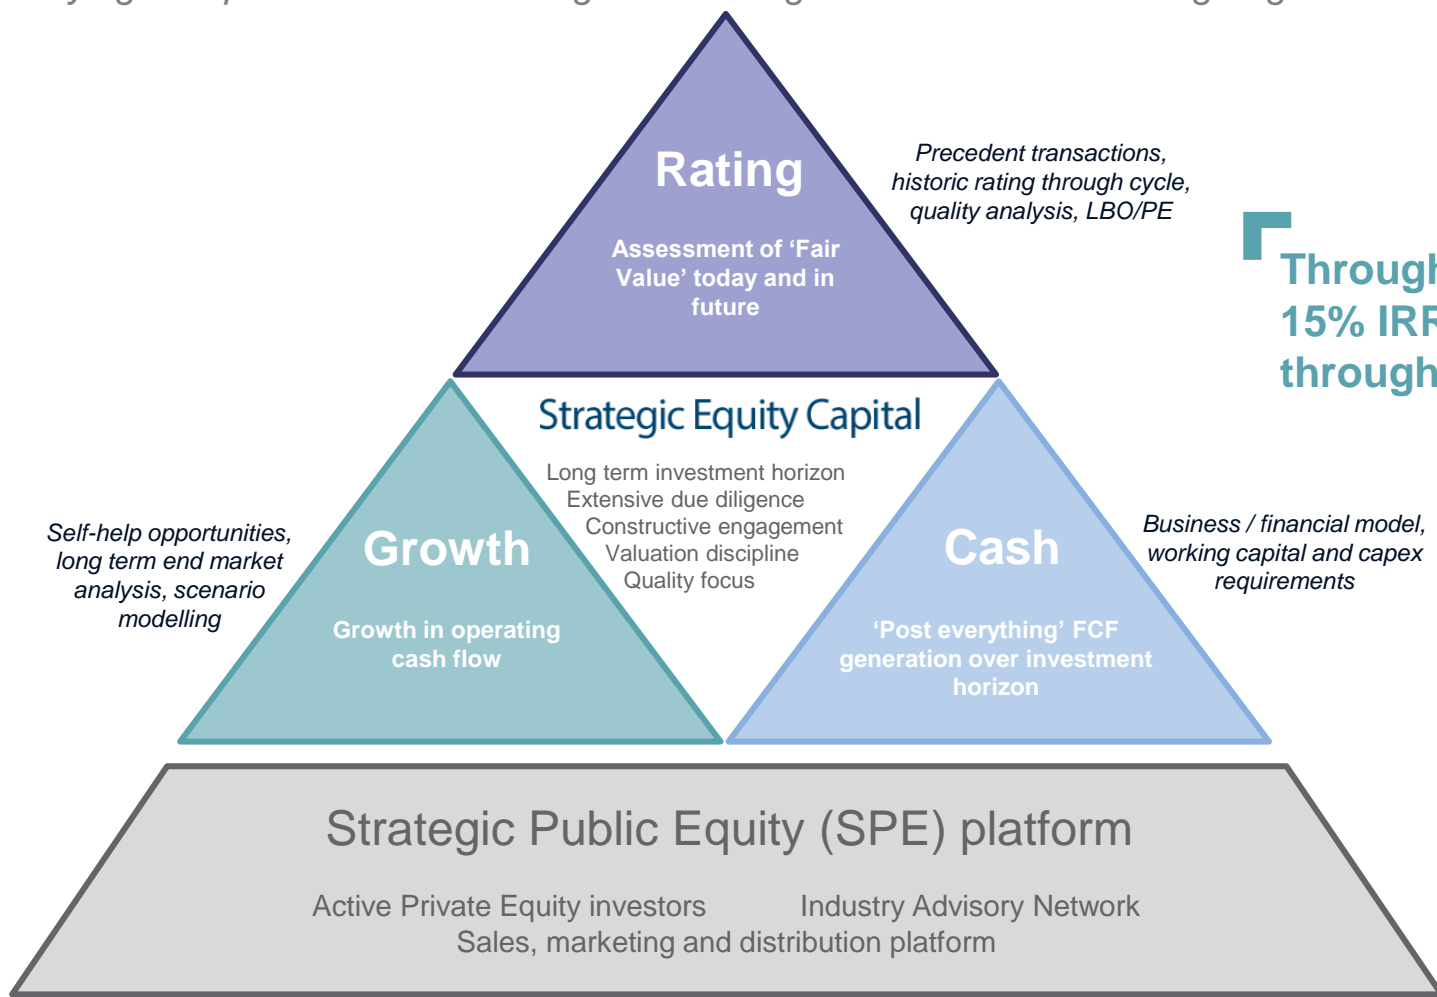 Rating
Assessment of ‘Fair
Value’ today and in
future
Precedent transactions,
historic rating through cycle,
quality analysis, LBO/PE
15% IRR
through
Strategic Equity Capital
Long term investment horizon
Extensive due diligence
Constructive engagement
Valuation discipline
Quality focus
Self-help opportunities,
long term end market
analysis, scenario
modelling
Growth
Growth in operating
cash flow
Cash
‘Post everything’ FCF
generation over investment
horizon
Business / financial model,
working capital and capex
requirements
Strategic Public Equity (SPE) platform
Active Private Equity investors Industry Advisory Network
Sales, marketing and distribution platform